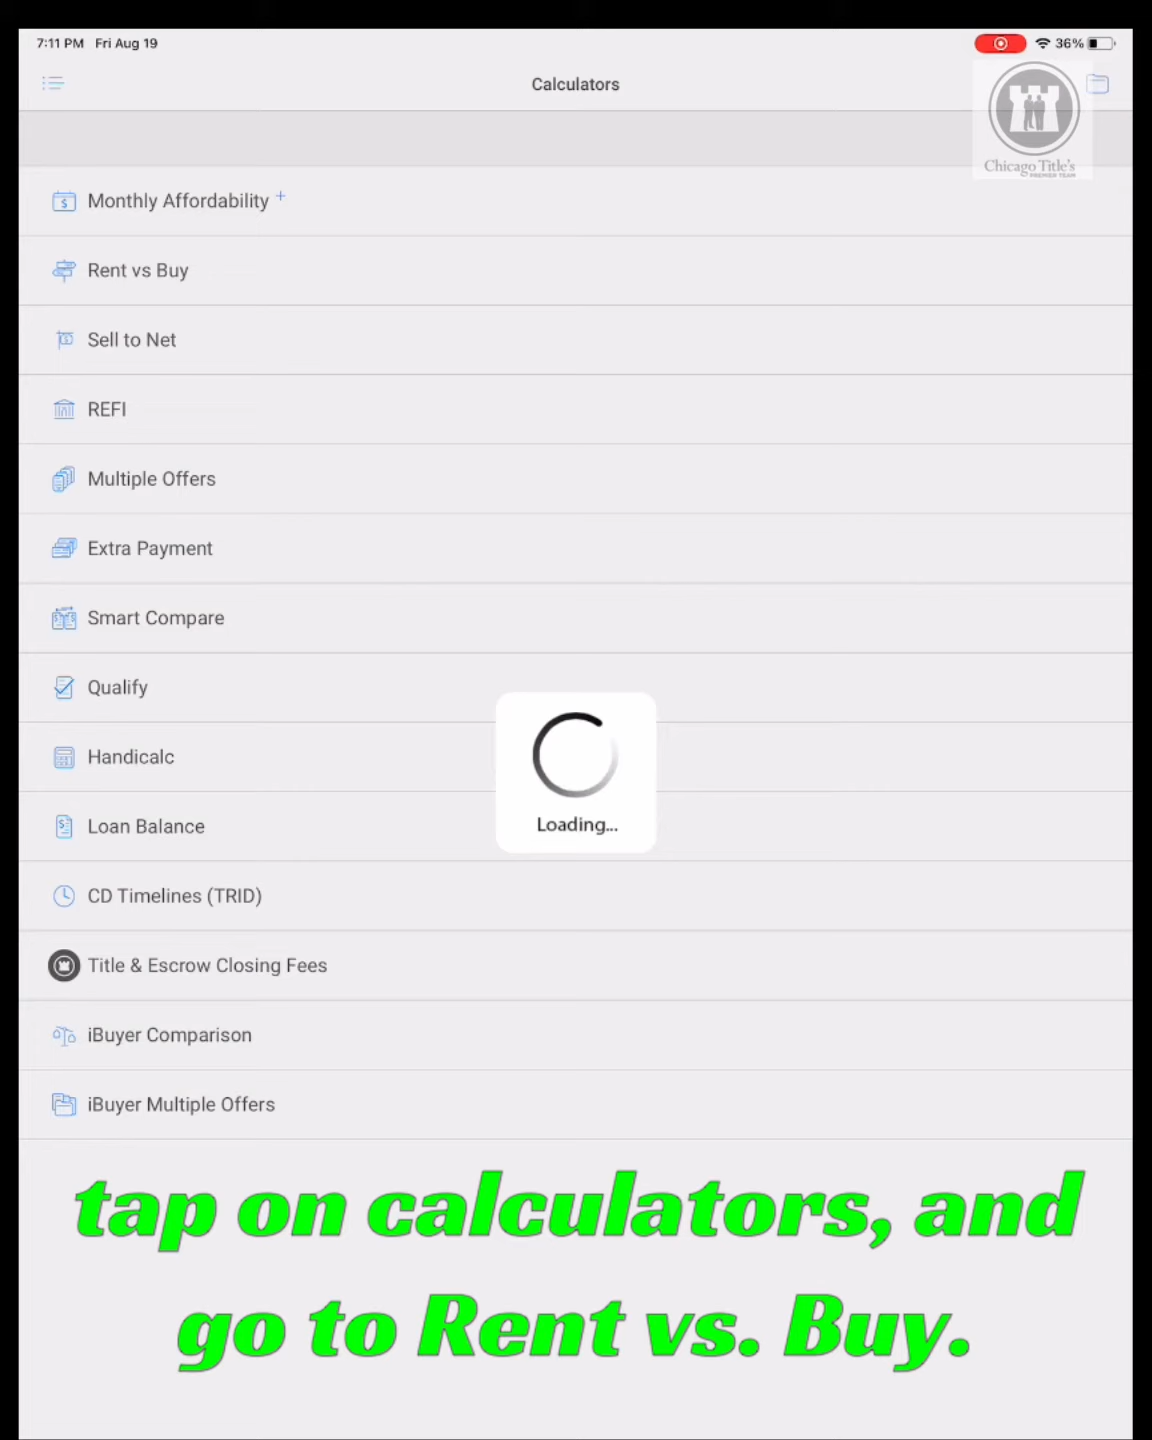 7:11 PM Fri Aug 19
36%
Calculators
Chicago Title's
PREMIER TEAM
Monthly Affordability +
Rent vs Buy
Sell to Net
REFI
Multiple Offers
Extra Payment
Smart Compare
Qualify
Handicalc
Loading...
Loan Balance
CD Timelines (TRID)
Title & Escrow Closing Fees
iBuyer Comparison
iBuyer Multiple Offers
tap on calculators, and
go to Rent vs. Buy.